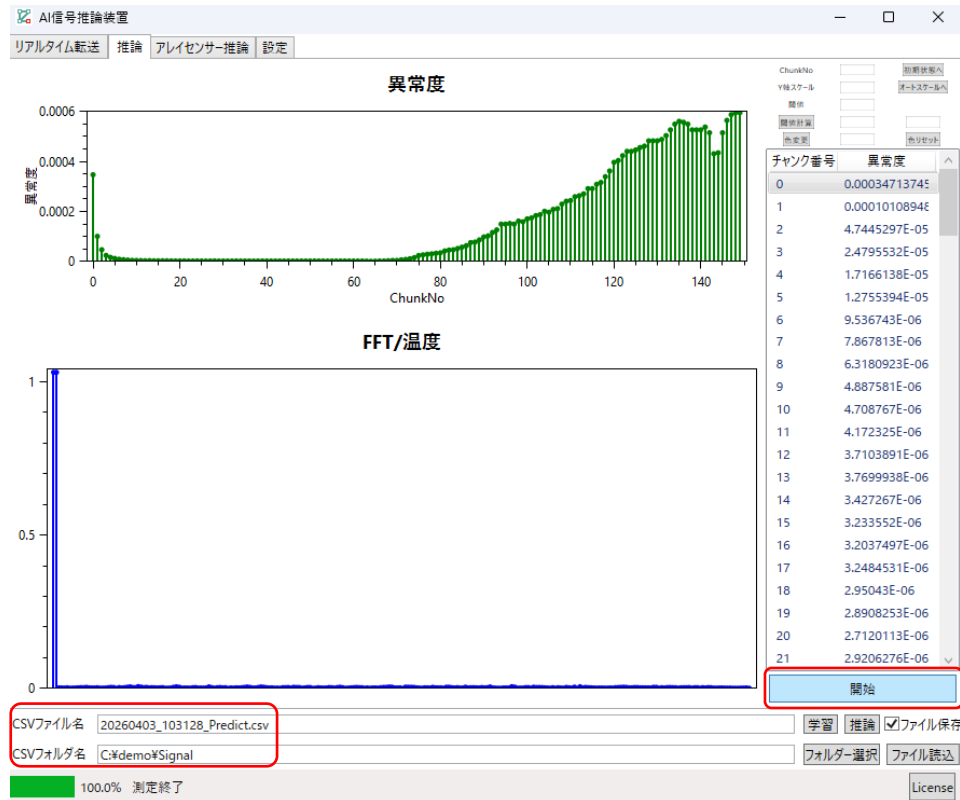 AI信号推論装置
リアルタイム転送 推論 アレイセンサー推論 設定
異常度
0.0006
0.0004
0.0002
0
異常度
0 20 40 60 80 100 120 140
ChunkNo
FFT/温度
1
0.5
0
ChunkNo 初期状態へ
Y軸スケール オートスケールへ
閾値
閾値計算
色変更 色リセット
チャンク番号 異常度
0 0.00034713745
1 0.00010108948
2 4.7445297E-05
3 2.4795532E-05
4 1.7166138E-05
5 1.2755394E-05
6 9.536743E-06
7 7.867813E-06
8 6.3180923E-06
9 4.887581E-06
10 4.708767E-06
11 4.172325E-06
12 3.7103891E-06
13 3.7699938E-06
14 3.427267E-06
15 3.233552E-06
16 3.2037497E-06
17 3.2484531E-06
18 2.95043E-06
19 2.8908253E-06
20 2.7120113E-06
21 2.9206276E-06
開始
CSVファイル名 20260403_103128_Predict.csv 学習 推論 ファイル保存
CSVフォルダ名 C:¥demo¥Signal フォルダー選択 ファイル読込
100.0% 測定終了 License